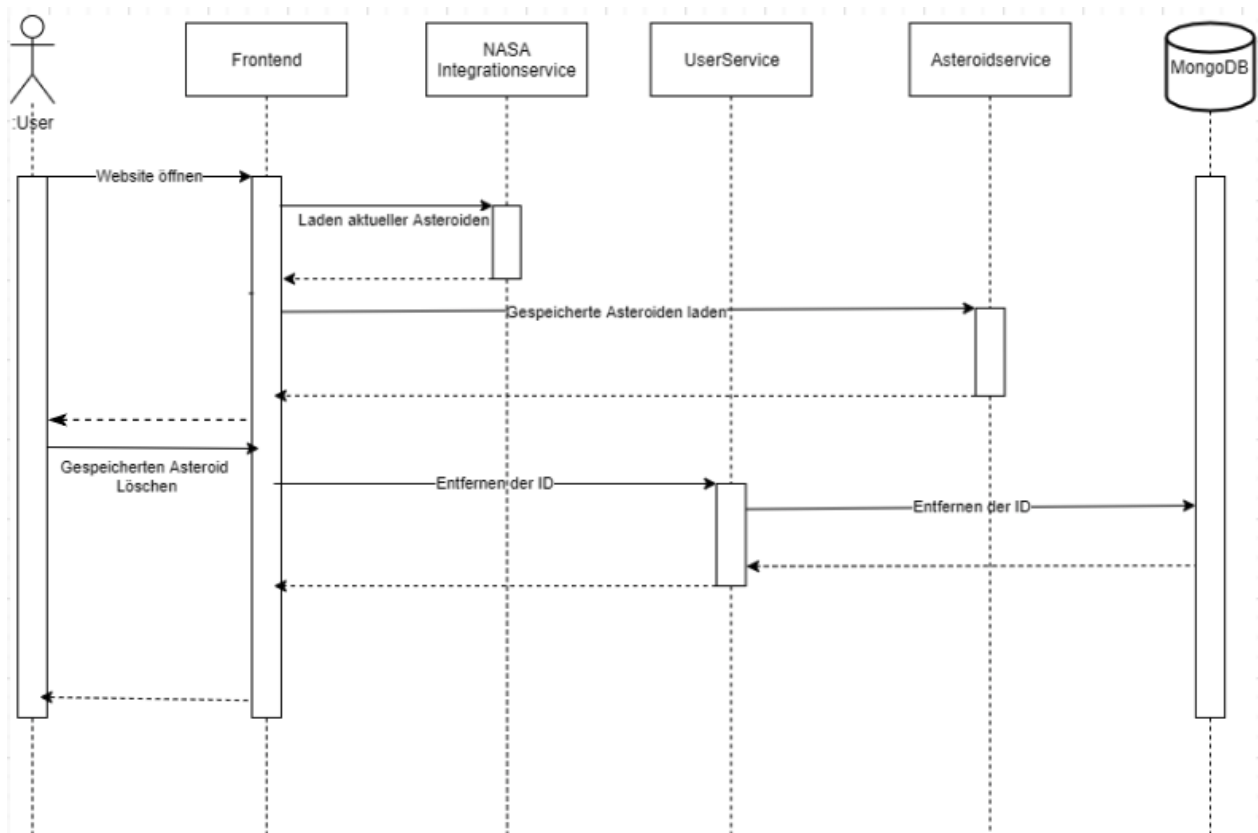 :User
Frontend
NASA
Integrationservice
UserService
Asteroidservice
MongoDB
Website öffnen
Laden aktueller Asteroiden
Gespeicherte Asteroiden laden
Gespeicherten Asteroid
Löschen
Entfernen der ID
Entfernen der ID